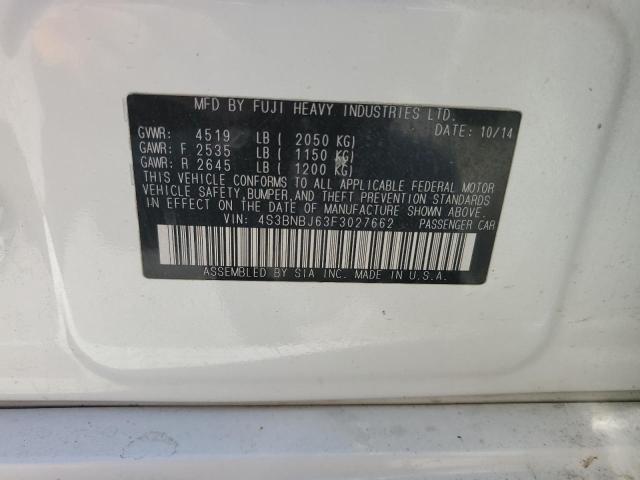 MFD BY FUJI HEAVY INDUSTRIES LTD.
DATE: 10/14
GVWR: 4519 LB ( 2050 KG)
GAWR: F 2535 LB ( 1150 KG)
GAWR: R 2645 LB ( 1200 KG)
THIS VEHICLE CONFORMS TO ALL APPLICABLE FEDERAL MOTOR
VEHICLE SAFETY, BUMPER, AND THEFT PREVENTION STANDARDS
IN EFFECT ON THE DATE OF MANUFACTURE SHOWN ABOVE.
VIN: 4S3BNBJ63F3027662 PASSENGER CAR
ASSEMBLED BY SIA INC. MADE IN U.S.A.